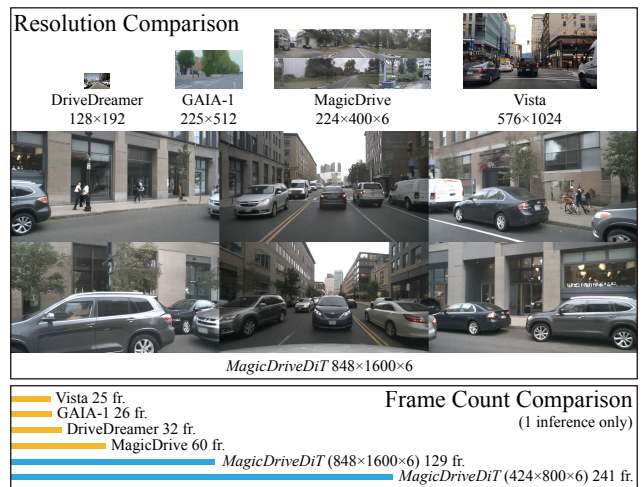 Resolution Comparison
DriveDreamer
128×192
GAIA-1
225×512
MagicDrive
224×400×6
Vista
576×1024
MagicDriveDiT 848×1600×6
Frame Count Comparison
(1 inference only)
Vista 25 fr.
GAIA-1 26 fr.
DriveDreamer 32 fr.
MagicDrive 60 fr.
MagicDriveDiT (848×1600×6) 129 fr.
MagicDriveDiT (424×800×6) 241 fr.